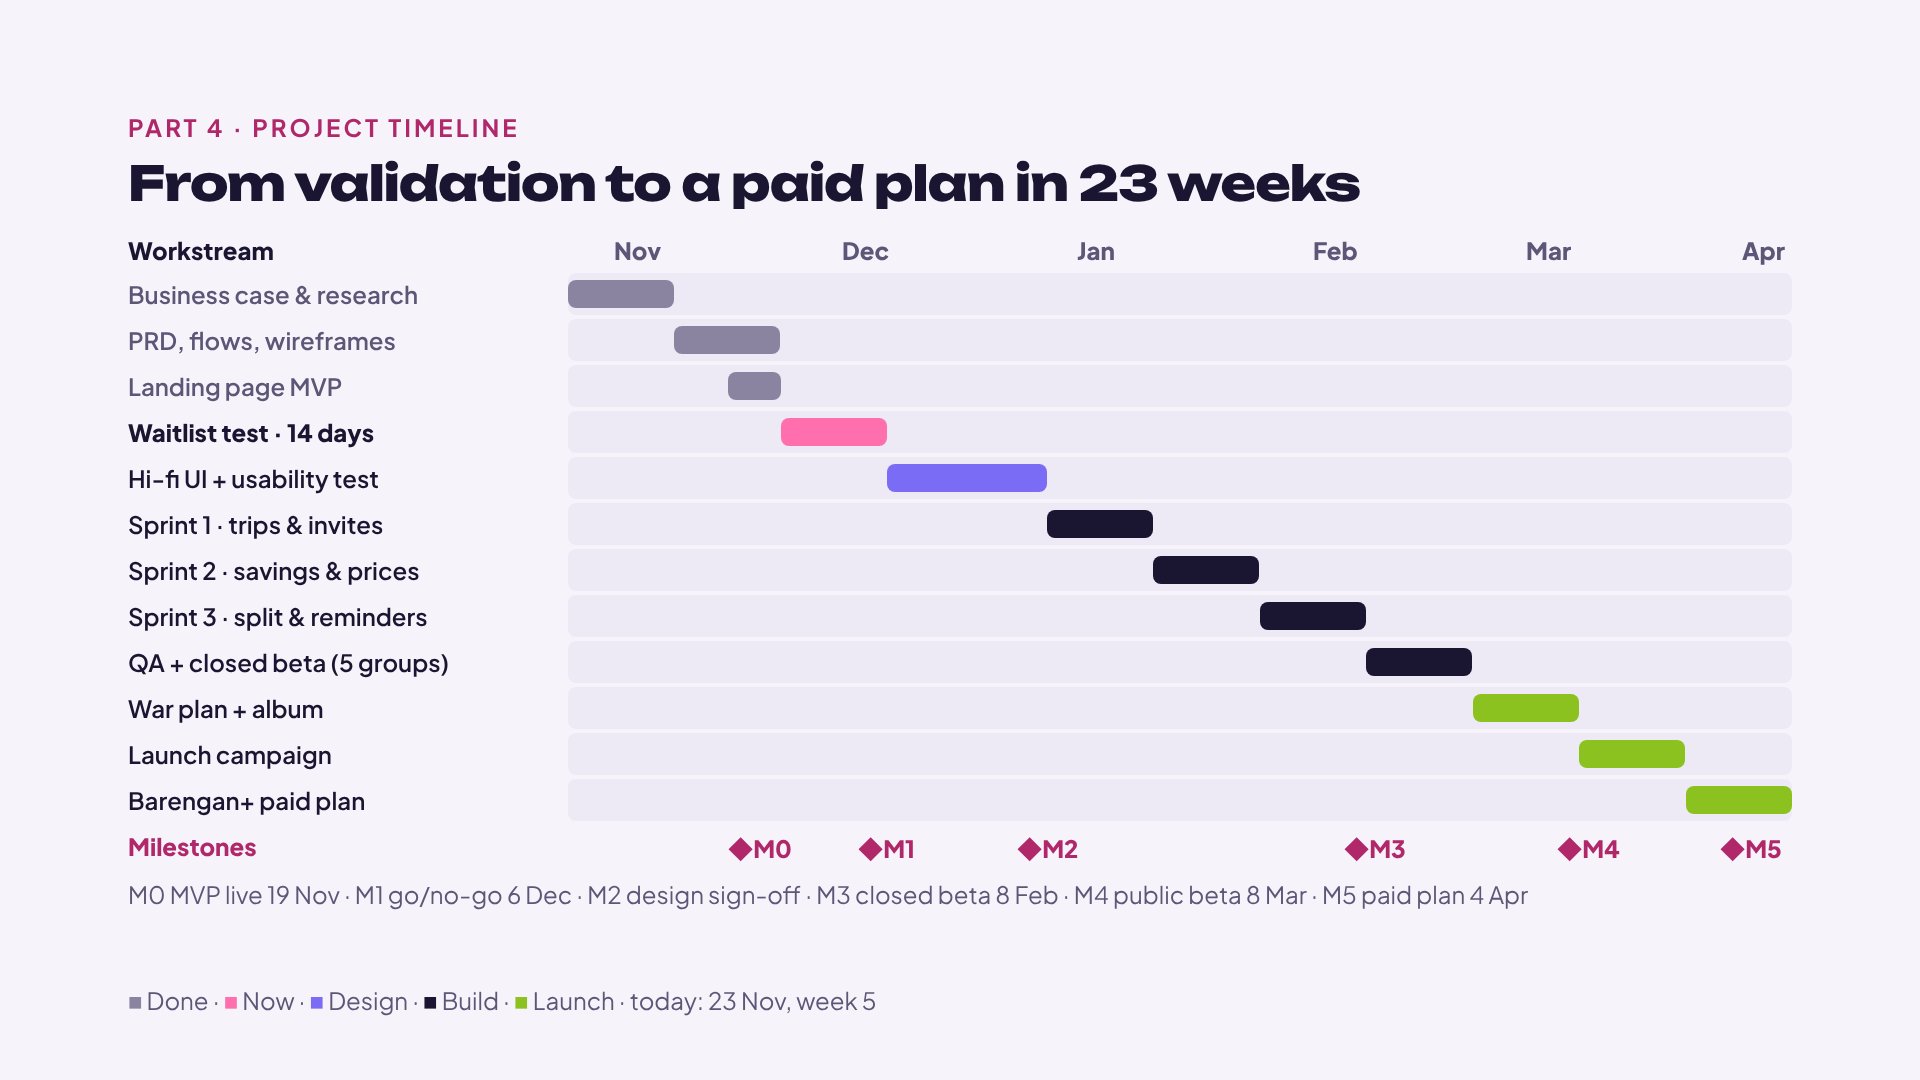 PART 4 · PROJECT TIMELINE
From validation to a paid plan in 23 weeks
Workstream Nov Dec Jan Feb Mar Apr
Business case & research
PRD, flows, wireframes
Landing page MVP
Waitlist test · 14 days
Hi-fi UI + usability test
Sprint 1 · trips & invites
Sprint 2 · savings & prices
Sprint 3 · split & reminders
QA + closed beta (5 groups)
War plan + album
Launch campaign
Barengan+ paid plan
Milestones ◆M0 ◆M1 ◆M2 ◆M3 ◆M4 ◆M5
M0 MVP live 19 Nov · M1 go/no-go 6 Dec · M2 design sign-off · M3 closed beta 8 Feb · M4 public beta 8 Mar · M5 paid plan 4 Apr
■ Done · ■ Now · ■ Design · ■ Build · ■ Launch · today: 23 Nov, week 5